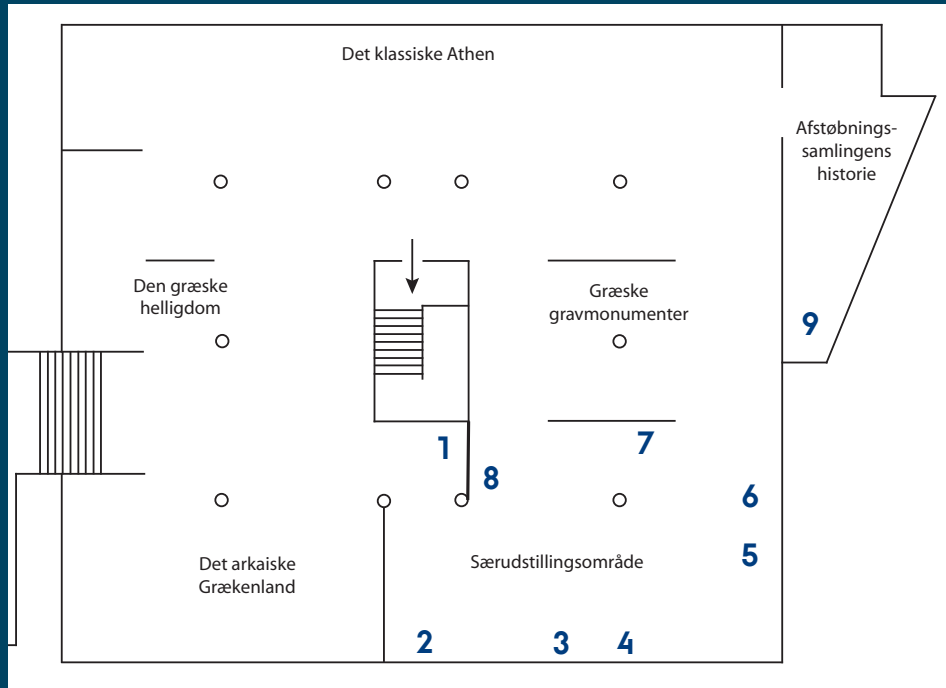 Det klassiske Athen
Afstøbnings-
samlingens
historie
Den græske
helligdom
Græske
gravmonumenter
9
1
7
8
6
5
Det arkaiske
Grækenland
Særudstillingsområde
2
3
4